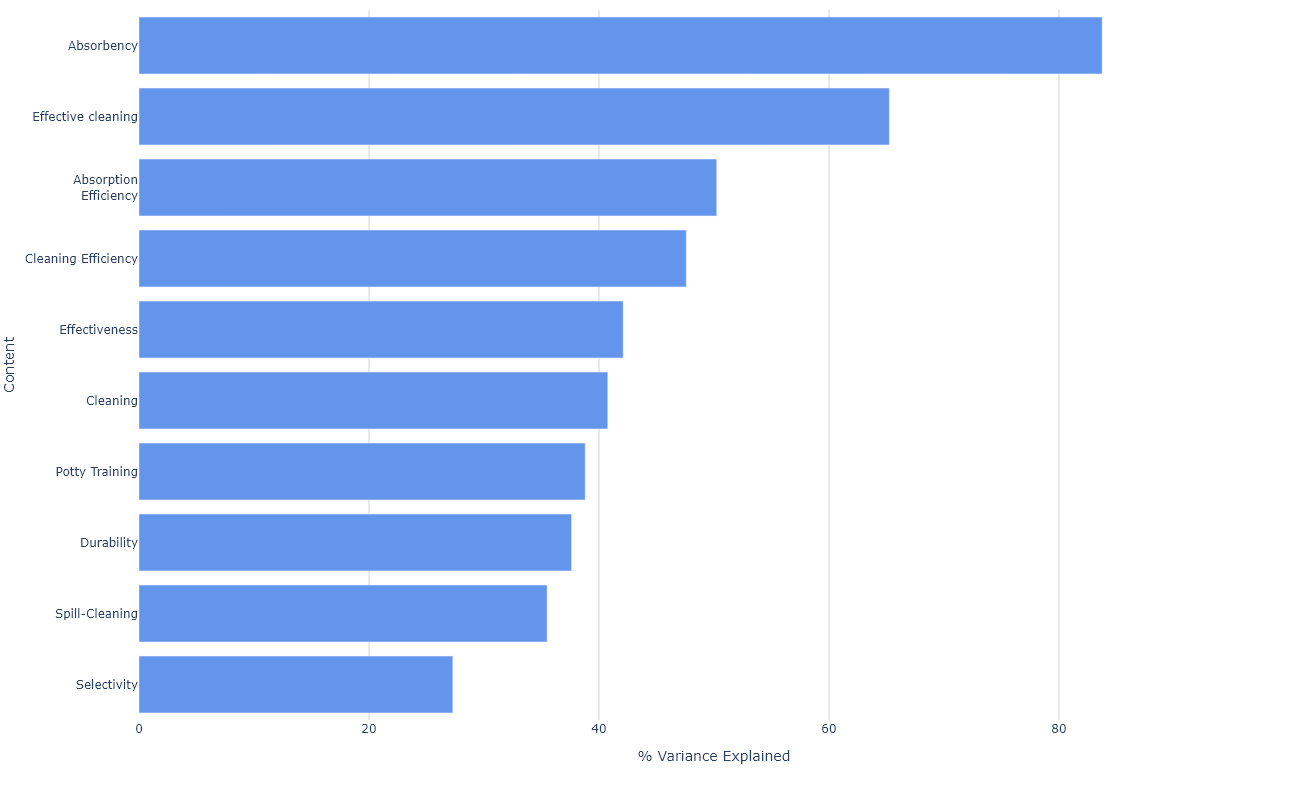 Absorbency
Effective cleaning
Absorption
Efficiency
Cleaning Efficiency
Effectiveness
Cleaning
Potty Training
Durability
Spill-Cleaning
Selectivity
Content
0
20
40
60
80
% Variance Explained